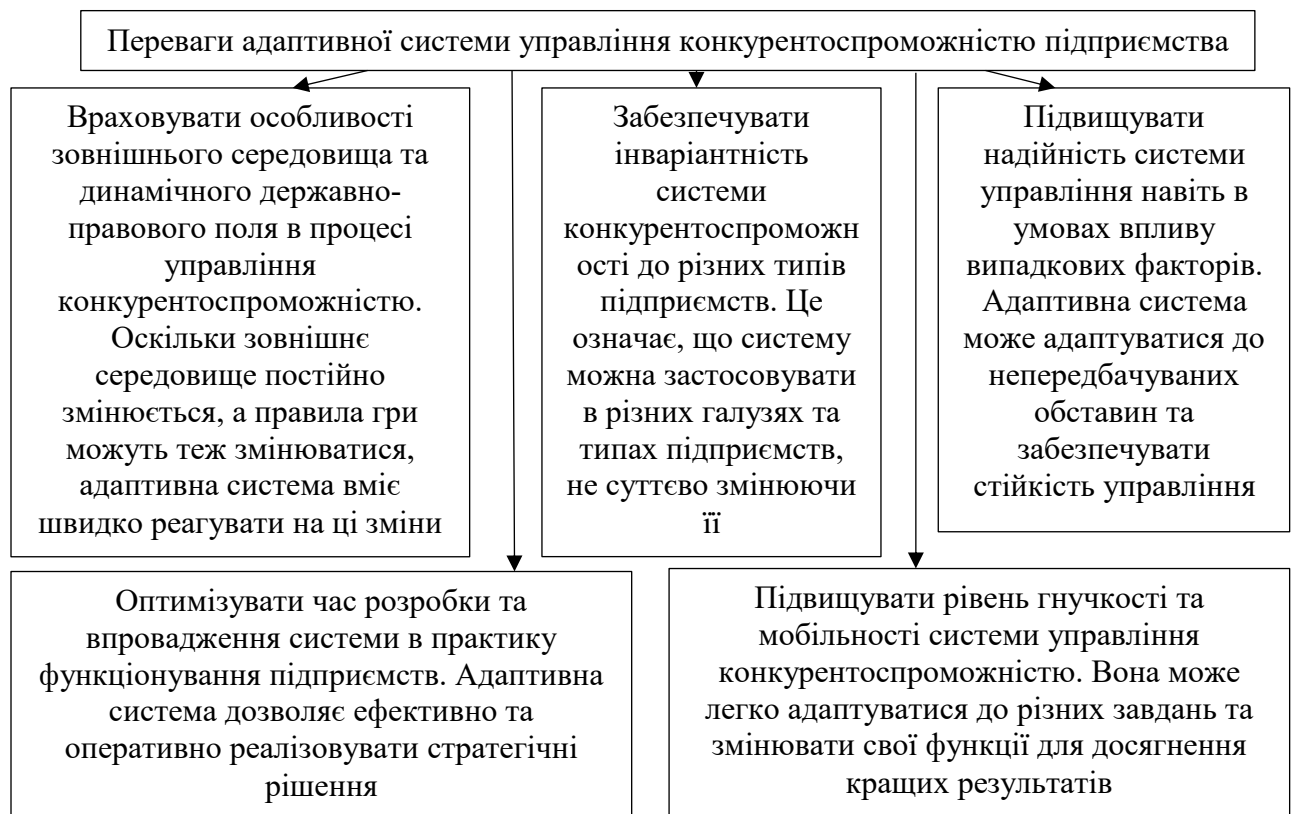 Переваги адаптивної системи управління конкурентоспроможністю підприємства
Враховувати особливості
зовнішнього середовища та
динамічного державно-
правового поля в процесі
управління
конкурентоспроможністю.
Оскільки зовнішнє
середовище постійно
змінюється, а правила гри
можуть теж змінюватися,
адаптивна система вміє
швидко реагувати на ці зміни
Забезпечувати
інваріантність
системи
конкурентоспроможн
ості до різних типів
підприємств. Це
означає, що систему
можна застосовувати
в різних галузях та
типах підприємств,
не суттєво змінюючи
її
Підвищувати
надійність системи
управління навіть в
умовах впливу
випадкових факторів.
Адаптивна система
може адаптуватися до
непередбачуваних
обставин та
забезпечувати
стійкість управління
Оптимізувати час розробки та
впровадження системи в практику
функціонування підприємств. Адаптивна
система дозволяє ефективно та
оперативно реалізовувати стратегічні
рішення
Підвищувати рівень гнучкості та
мобільності системи управління
конкурентоспроможністю. Вона може
легко адаптуватися до різних завдань та
змінювати свої функції для досягнення
кращих результатів